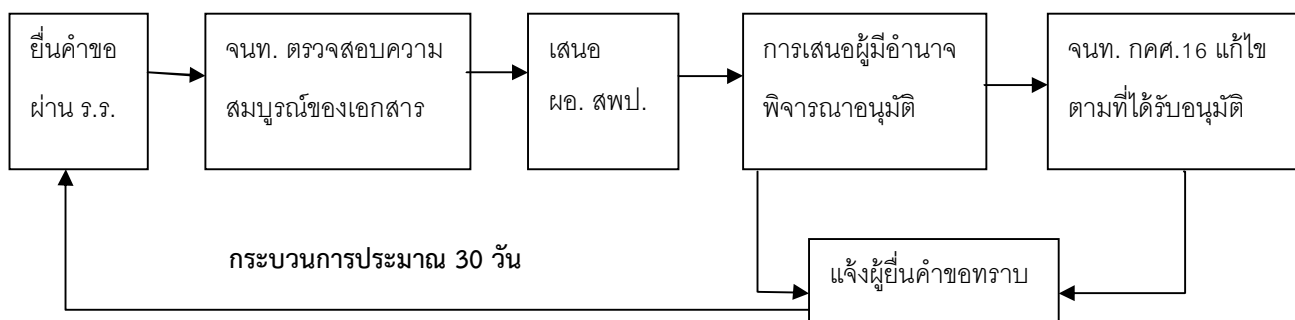 ยื่นคำขอ
ผ่าน ร.ร.
จนท. ตรวจสอบความ
สมบูรณ์ของเอกสาร
เสนอ
ผอ. สพป.
การเสนอผู้มีอำนาจ
พิจารณาอนุมัติ
จนท. กคศ.16 แก้ไข
ตามที่ได้รับอนุมัติ
กระบวนการประมาณ 30 วัน
แจ้งผู้ยื่นคำขอทราบ